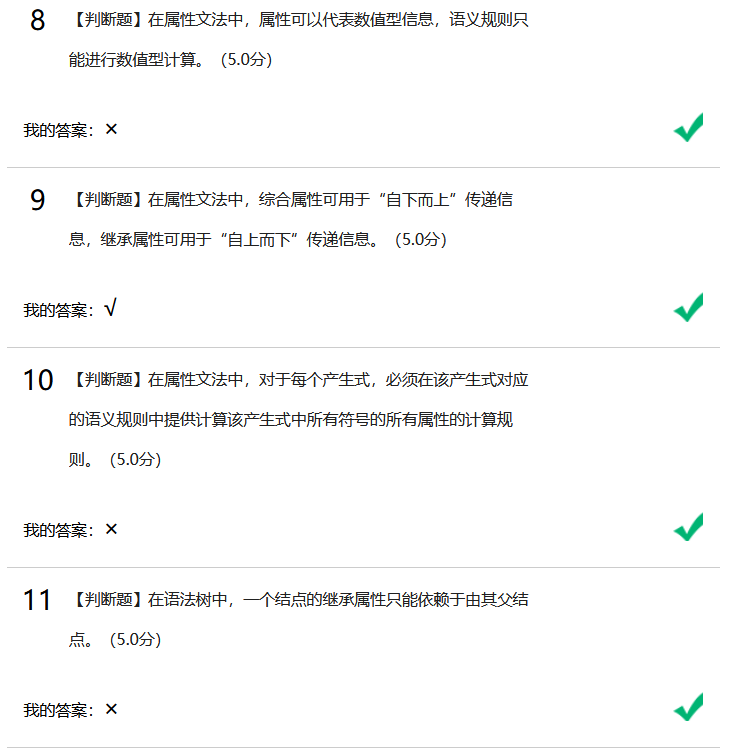 8 【判断题】在属性文法中，属性可以代表数值型信息，语义规则只
能进行数值型计算。（5.0分）
我的答案：×
9 【判断题】在属性文法中，综合属性可用于“自下而上”传递信
息，继承属性可用于“自上而下”传递信息。（5.0分）
我的答案：√
10 【判断题】在属性文法中，对于每个产生式，必须在该产生式对应
的语义规则中提供计算该产生式中所有符号的所有属性的计算规
则。（5.0分）
我的答案：×
11 【判断题】在语法树中，一个结点的继承属性只能依赖于由其父结
点。（5.0分）
我的答案：×